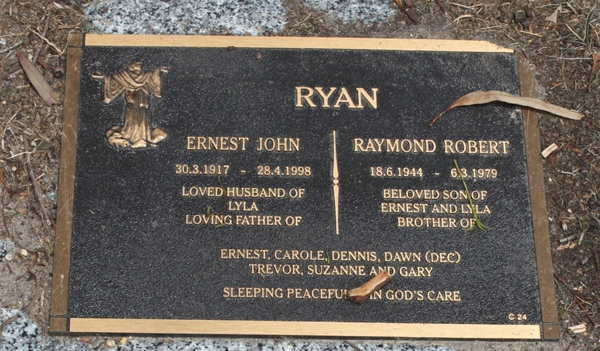 RYAN
ERNEST JOHN
30.3.1917 - 28.4.1998
LOVED HUSBAND OF
LYLA
LOVING FATHER OF
RAYMOND ROBERT
18.6.1944 - 6.3.1979
BELOVED SON OF
ERNEST AND LYLA
BROTHER OF
ERNEST, CAROLE, DENNIS, DAWN (DEC)
TREVOR, SUZANNE AND GARY
SLEEPING IN GOD'S CARE
C 24